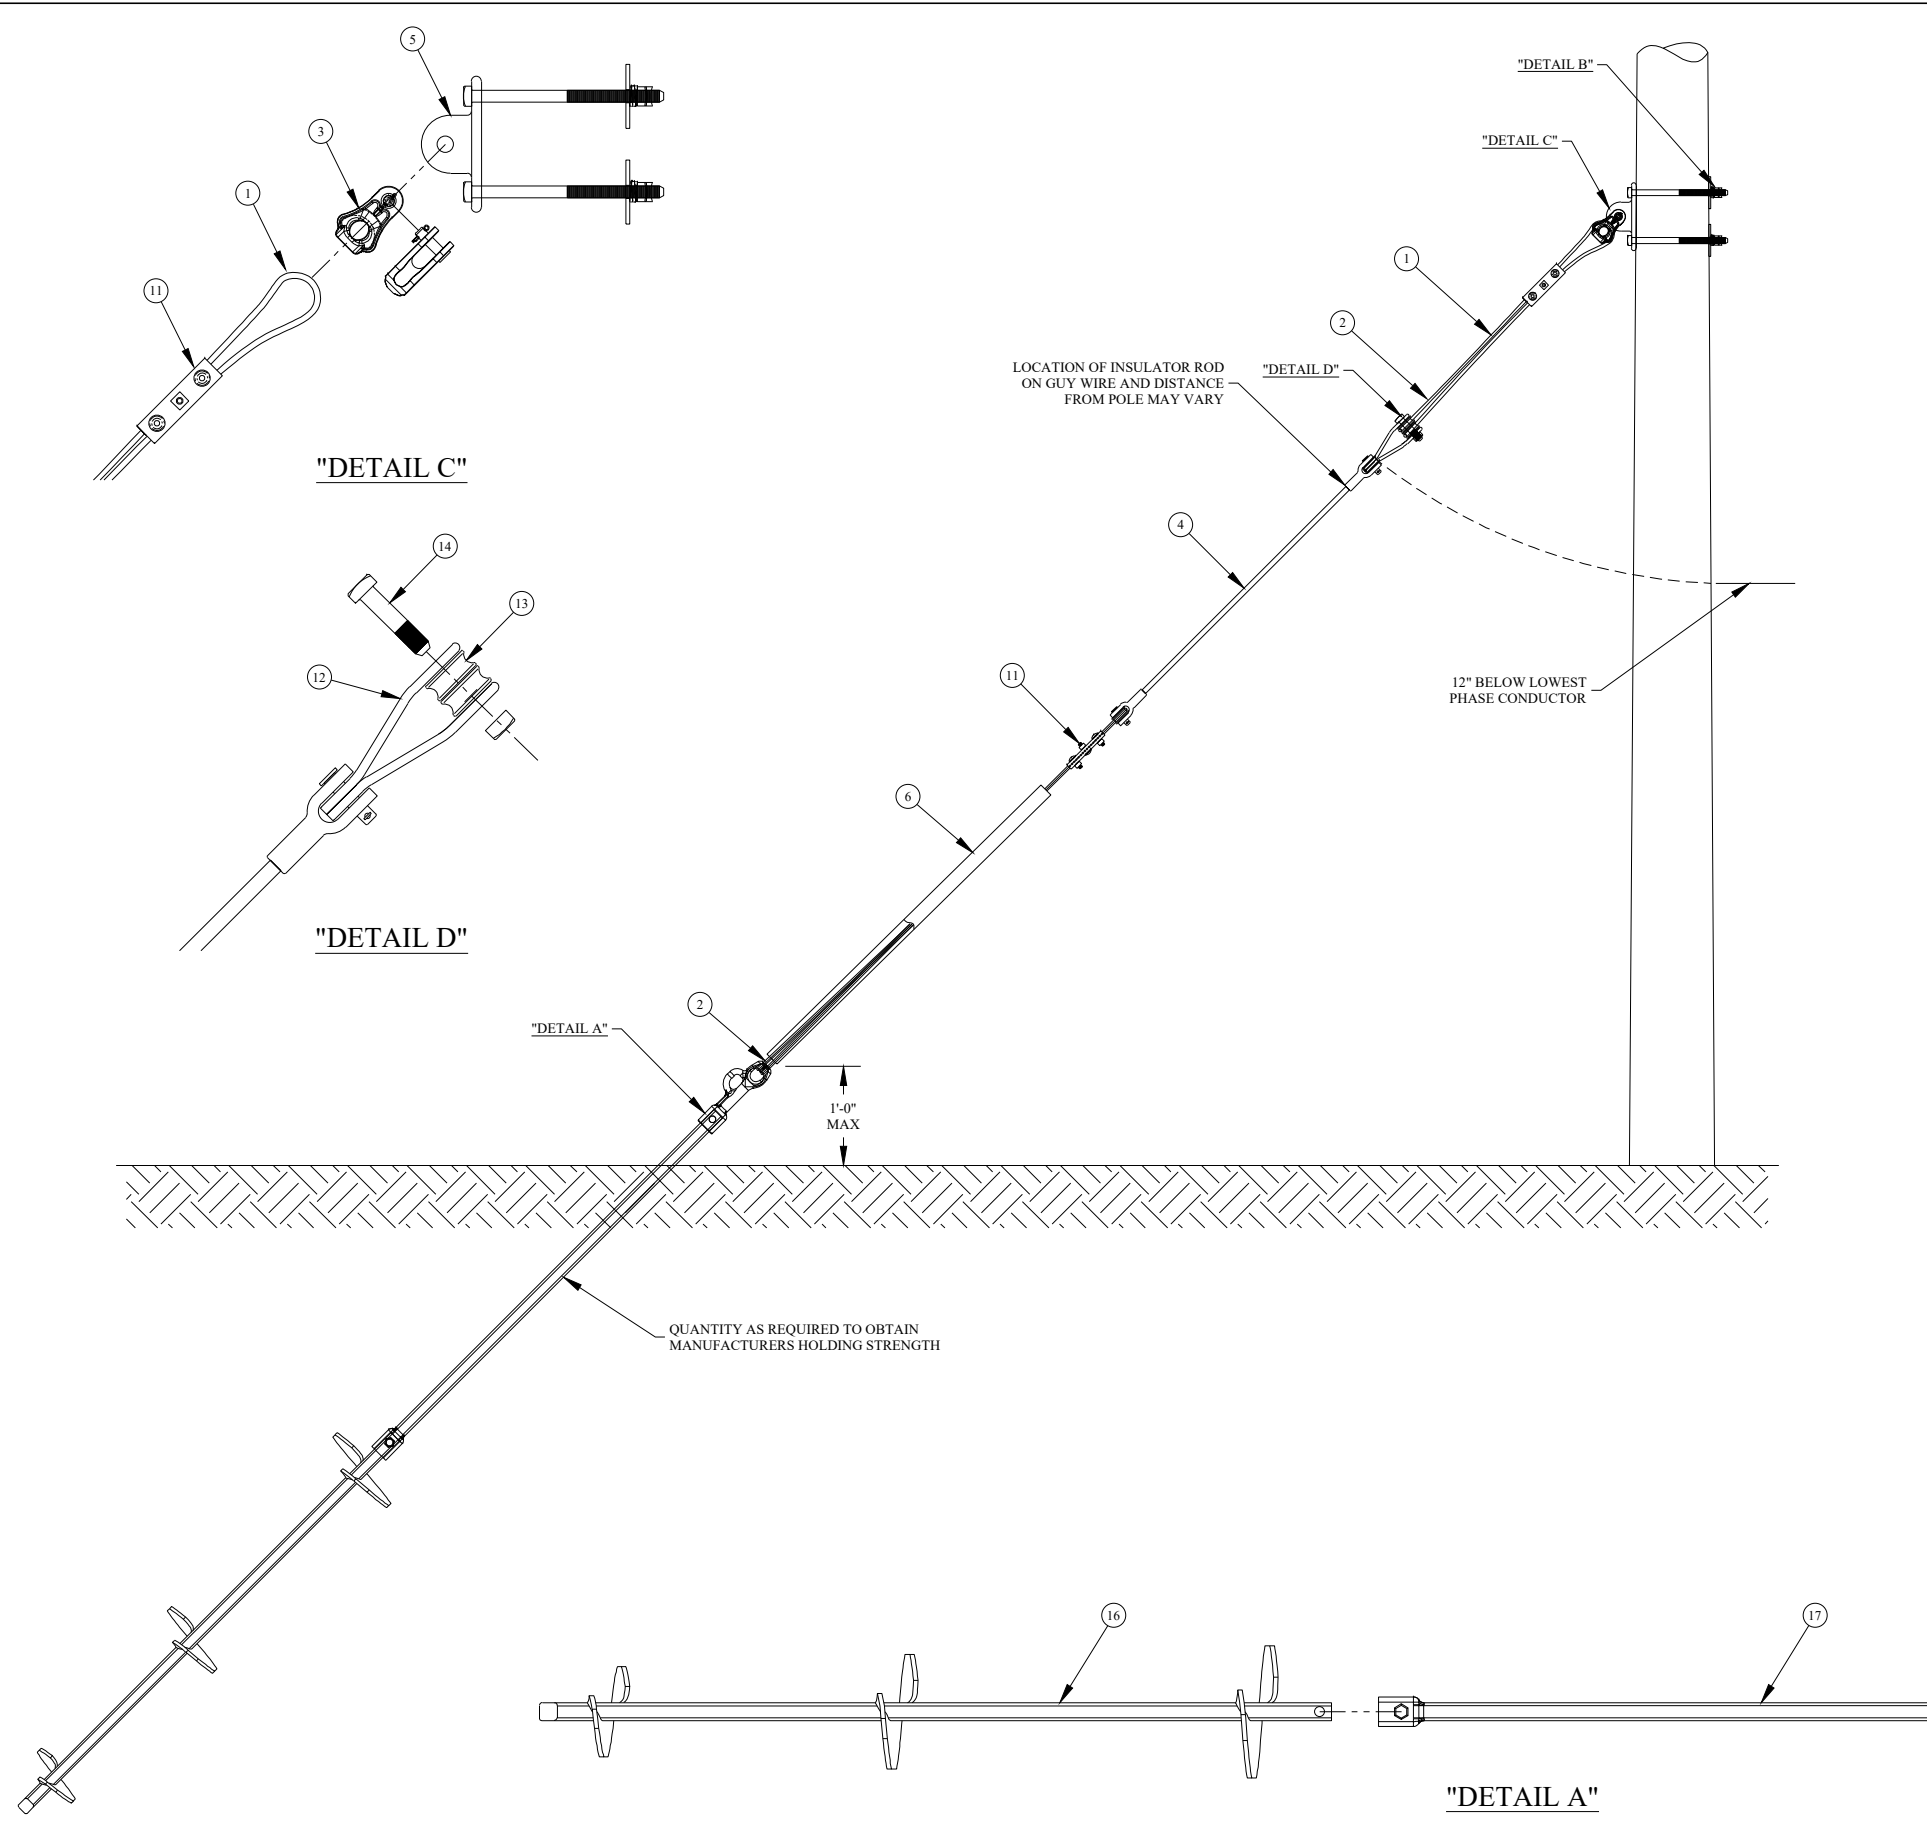 5
3
1
11
"DETAIL C"
14
13
12
"DETAIL D"
"DETAIL B"
"DETAIL C"
1
2
LOCATION OF INSULATOR ROD
ON GUY WIRE AND DISTANCE
FROM POLE MAY VARY
"DETAIL D"
4
12" BELOW LOWEST
PHASE CONDUCTOR
11
6
2
"DETAIL A"
1'-0"
MAX
QUANTITY AS REQUIRED TO OBTAIN
MANUFACTURERS HOLDING STRENGTH
16
17
"DETAIL A"